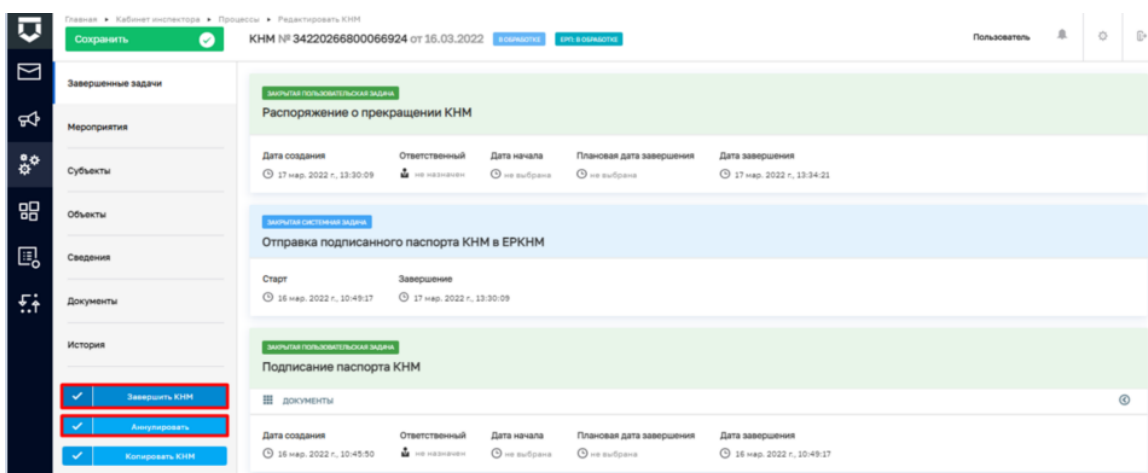 Главная ▸ Кабинет инспектора ▸ Процессы ▸ Редактировать КНМ
Сохранить
КНМ № 34220266800066924 от 16.03.2022 В ОБРАБОТКЕ ЕРП: В ОБРАБОТКЕ
Пользователь
Завершенные задачи
Мероприятия
Субъекты
Объекты
Сведения
Документы
История
Завершить КНМ
Аннулировать
Копировать КНМ
ЗАКРЫТАЯ ПОЛЬЗОВАТЕЛЬСКАЯ ЗАДАЧА
Распоряжение о прекращении КНМ
Дата создания Ответственный Дата начала Плановая дата завершения Дата завершения
17 мар. 2022 г., 13:30:09 не назначен не выбрана не выбрана 17 мар. 2022 г., 13:34:21
ЗАКРЫТАЯ СИСТЕМНАЯ ЗАДАЧА
Отправка подписанного паспорта КНМ в ЕРКНМ
Старт Завершение
16 мар. 2022 г., 10:49:17 17 мар. 2022 г., 13:30:09
ЗАКРЫТАЯ ПОЛЬЗОВАТЕЛЬСКАЯ ЗАДАЧА
Подписание паспорта КНМ
ДОКУМЕНТЫ
Дата создания Ответственный Дата начала Плановая дата завершения Дата завершения
16 мар. 2022 г., 10:45:50 не назначен не выбрана не выбрана 16 мар. 2022 г., 10:49:17